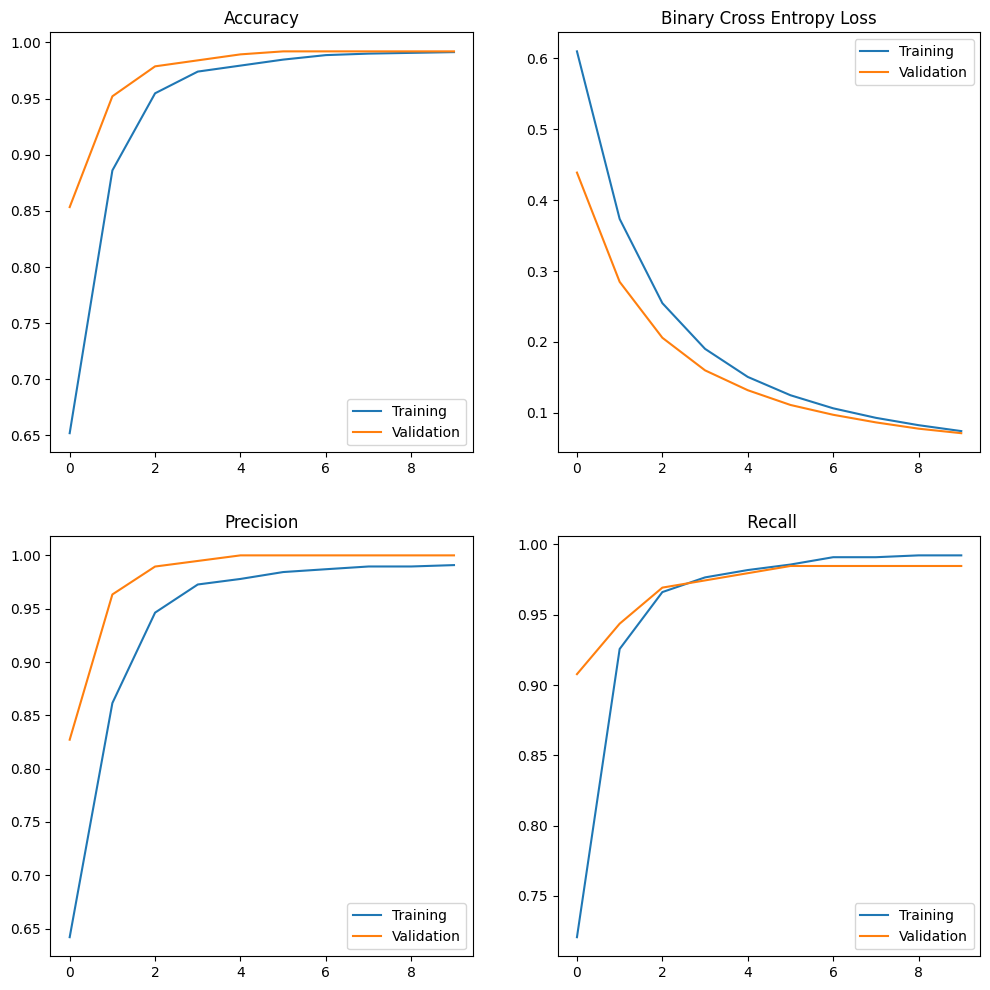 Accuracy
1.00
0.95
0.90
0.85
0.80
0.75
0.70
0.65
0 2 4 6 8
Training
Validation
Binary Cross Entropy Loss
0.6
0.5
0.4
0.3
0.2
0.1
0 2 4 6 8
Training
Validation
Precision
1.00
0.95
0.90
0.85
0.80
0.75
0.70
0.65
0 2 4 6 8
Training
Validation
Recall
1.00
0.95
0.90
0.85
0.80
0.75
0 2 4 6 8
Training
Validation